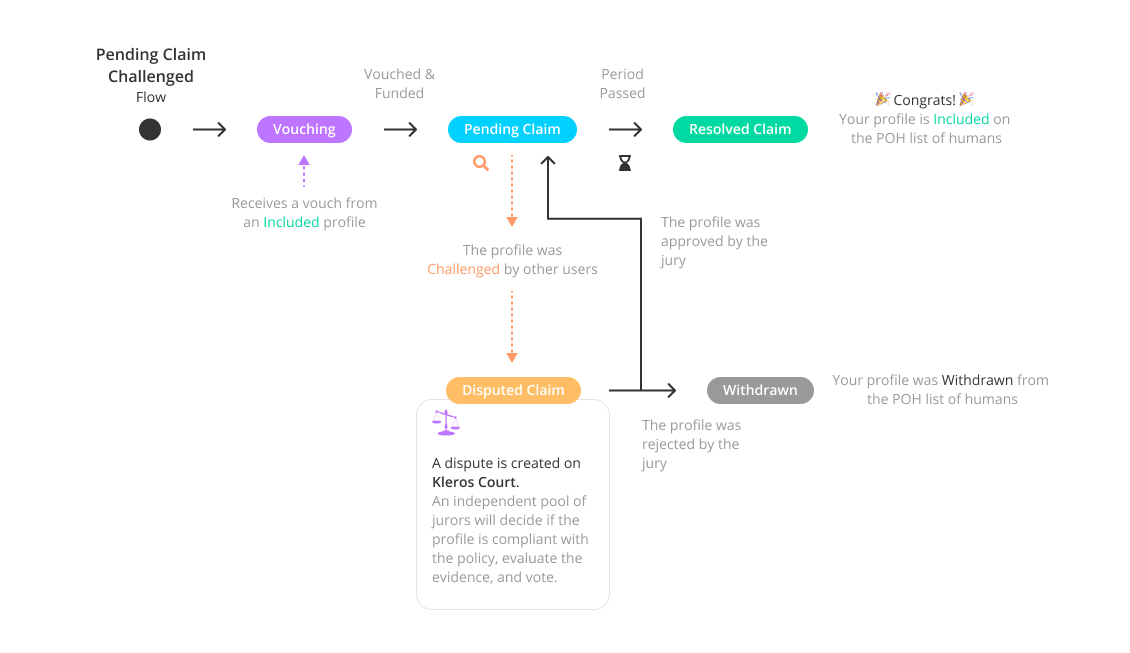 Pending Claim
Challenged
Flow
Vouching
Vouched &
Funded
Pending Claim
Period
Passed
Resolved Claim
🎉 Congrats! 🎉
Your profile is Included on
the POH list of humans
Receives a vouch from
an Included profile
The profile was
Challenged by other users
The profile was
approved by the
jury
Disputed Claim
Withdrawn
Your profile was Withdrawn from
the POH list of humans
The profile was
rejected by the
jury
A dispute is created on
Kleros Court.
An independent pool of
jurors will decide if the
profile is compliant with
the policy, evaluate the
evidence, and vote.